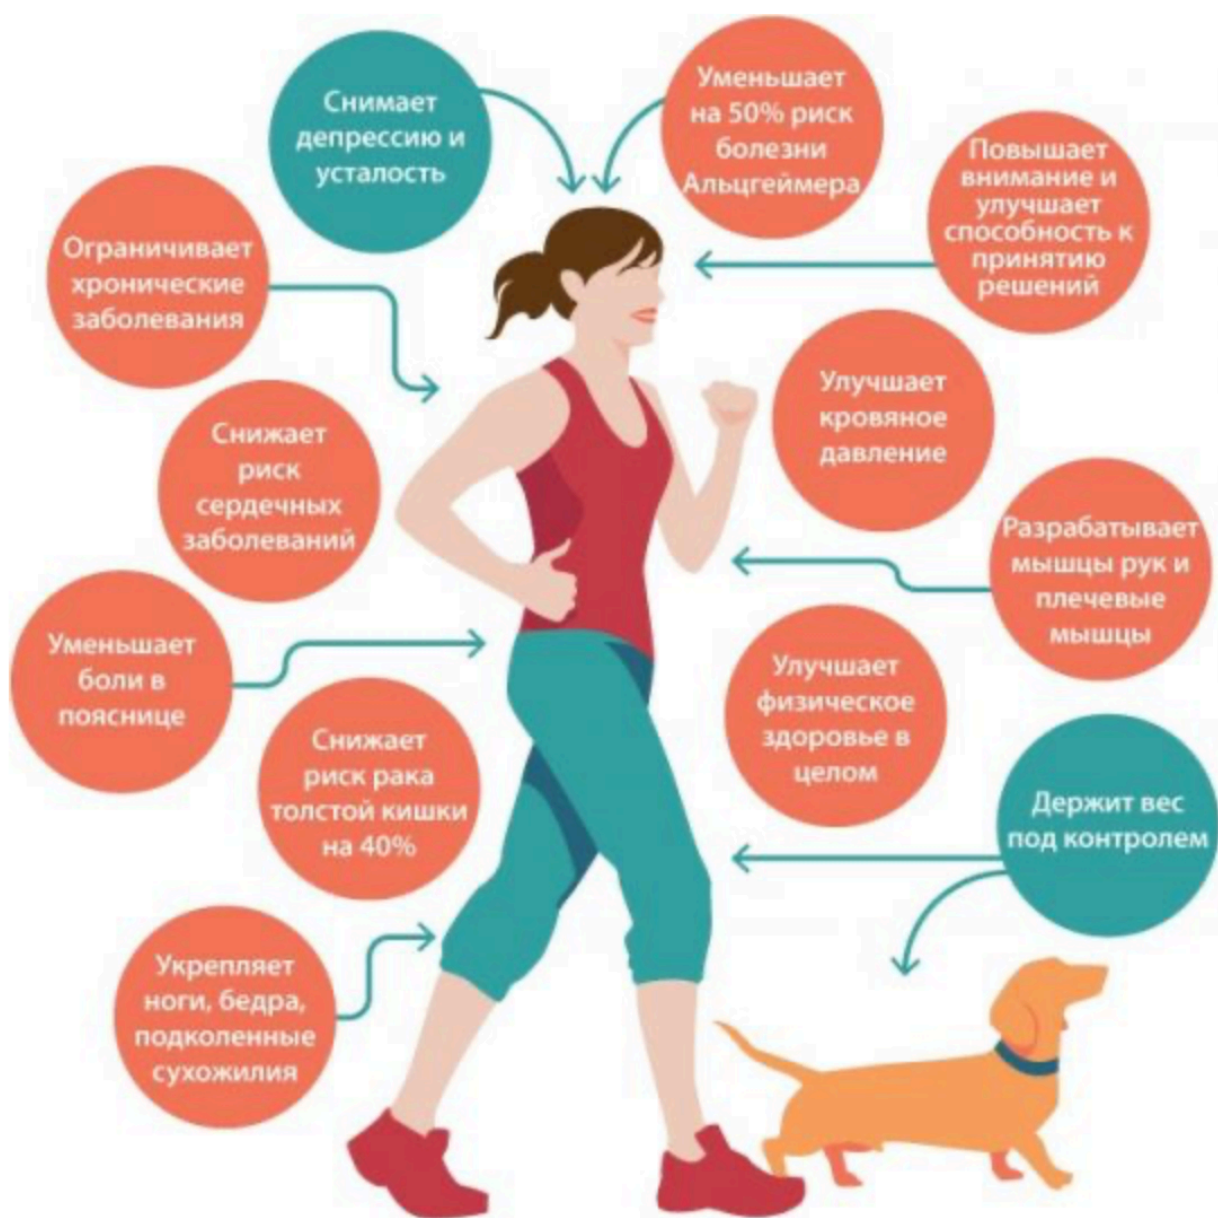 Снимает
депрессию и
усталость
Уменьшает
на 50% риск
болезни
Альцгеймера
Повышает
внимание и
улучшает
способность к
принятию
решений
Ограничивает
хронические
заболевания
Улучшает
кровяное
давление
Снижает
риск
сердечных
заболеваний
Разрабатывает
мышцы рук и
плечевые
мышцы
Уменьшает
боли в
пояснице
Улучшает
физическое
здоровье в
целом
Снижает
риск рака
толстой кишки
на 40%
Держит вес
под контролем
Укрепляет
ноги, бедра,
подколенные
сухожилия